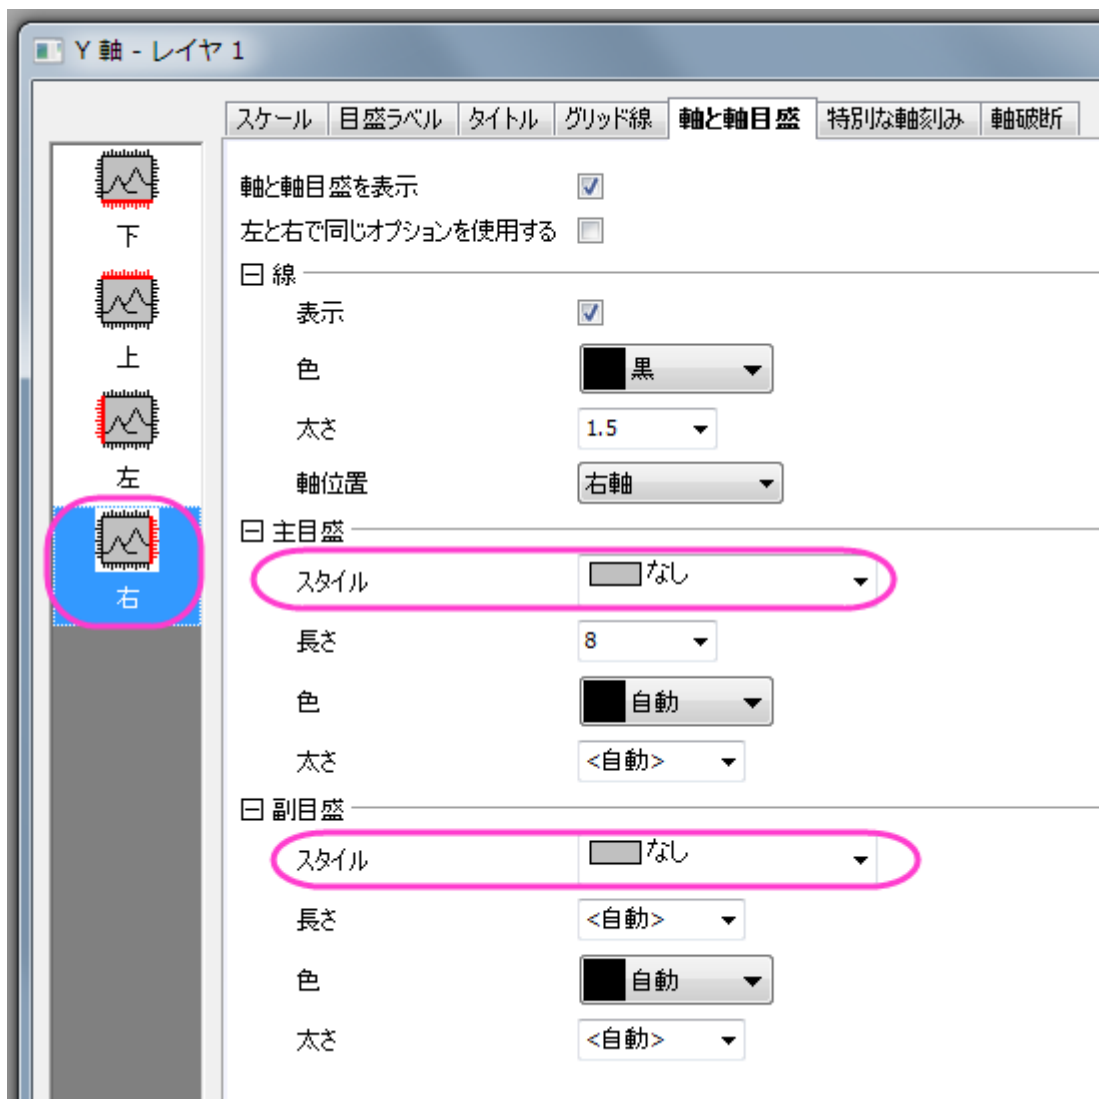 Y 軸 - レイヤ 1
スケール 目盛ラベル タイトル グリッド線 軸と軸目盛 特別な軸刻み 軸破断
下
上
左
右
軸と軸目盛を表示
左と右で同じオプションを使用する
線
表示
色 黒
太さ 1.5
軸位置 右軸
主目盛
スタイル なし
長さ 8
色 自動
太さ <自動>
副目盛
スタイル なし
長さ <自動>
色 自動
太さ <自動>